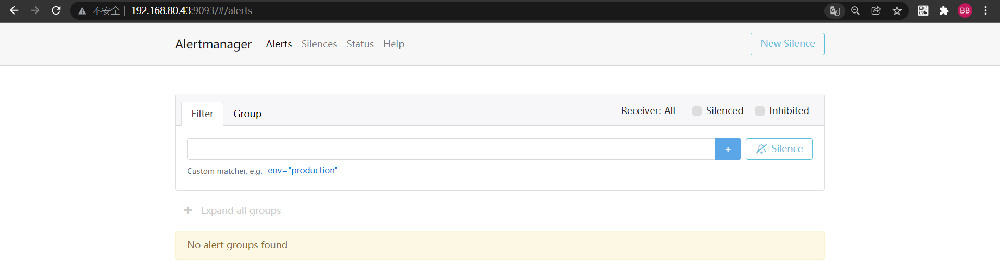 不安全 | 192.168.80.43:9093/#/alerts
BB
Alertmanager Alerts Silences Status Help New Silence
Filter Group Receiver: All Silenced Inhibited
+ Silence
Custom matcher, e.g. env="production"
+ Expand all groups
No alert groups found